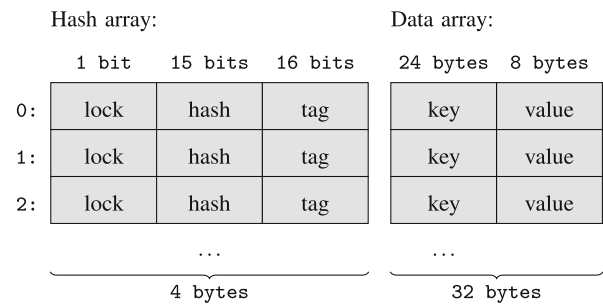 Hash array: Data array:
1 bit 15 bits 16 bits 24 bytes 8 bytes
0: lock hash tag key value
1: lock hash tag key value
2: lock hash tag key value
... ...
4 bytes 32 bytes